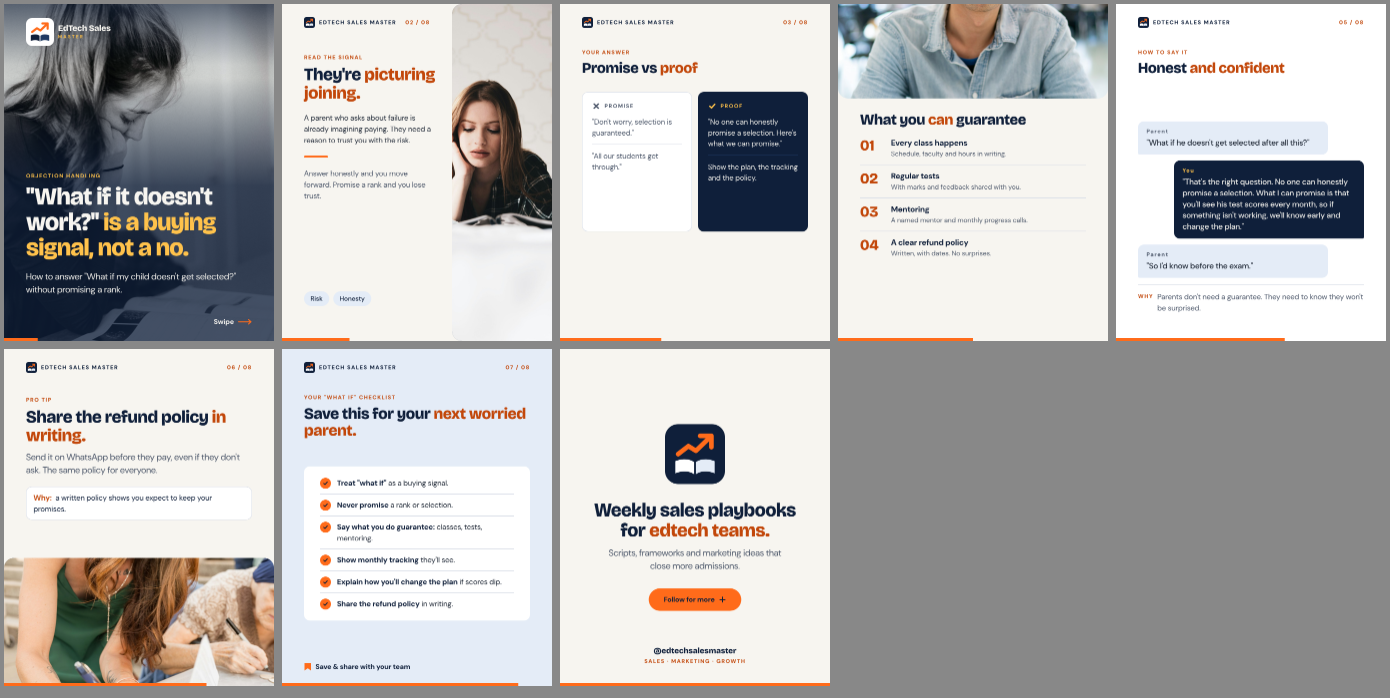 EdTech Sales
MASTER
OBJECTION HANDLING
"What if it doesn't
work?" is a buying
signal, not a no.
How to answer "What if my child doesn't get selected?"
without promising a rank.
Swipe
EDTECH SALES MASTER 02 / 08
READ THE SIGNAL
They're picturing
joining.
A parent who asks about failure is
already imagining paying. They need a
reason to trust you with the risk.
Answer honestly and you move
forward. Promise a rank and you lose
trust.
Risk Honesty
EDTECH SALES MASTER 03 / 08
YOUR ANSWER
Promise vs proof
PROMISE
"Don't worry, selection is
guaranteed."
"All our students get
through."
PROOF
"No one can honestly
promise a selection. Here's
what we can promise."
Show the plan, the tracking
and the policy.
What you can guarantee
01 Every class happens
Schedule, faculty and hours in writing.
02 Regular tests
With marks and feedback shared with you.
03 Mentoring
A named mentor and monthly progress calls.
04 A clear refund policy
Written, with dates. No surprises.
EDTECH SALES MASTER 05 / 08
HOW TO SAY IT
Honest and confident
Parent
"What if he doesn't get selected after all this?"
You
"That's the right question. No one can honestly
promise a selection. What I can promise is that
you'll see his test scores every month, so if
something isn't working, we'll know early and
change the plan."
Parent
"So I'd know before the exam."
WHY Parents don't need a guarantee. They need to know they won't
be surprised.
EDTECH SALES MASTER 06 / 08
PRO TIP
Share the refund policy in
writing.
Send it on WhatsApp before they pay, even if they don't
ask. The same policy for everyone.
Why: a written policy shows you expect to keep your
promises.
EDTECH SALES MASTER 07 / 08
YOUR "WHAT IF" CHECKLIST
Save this for your next worried
parent.
Treat "what if" as a buying signal.
Never promise a rank or selection.
Say what you do guarantee: classes, tests,
mentoring.
Show monthly tracking they'll see.
Explain how you'll change the plan if scores dip.
Share the refund policy in writing.
Save & share with your team
Weekly sales playbooks
for edtech teams.
Scripts, frameworks and marketing ideas that
close more admissions.
Follow for more +
@edtechsalesmaster
SALES · MARKETING · GROWTH